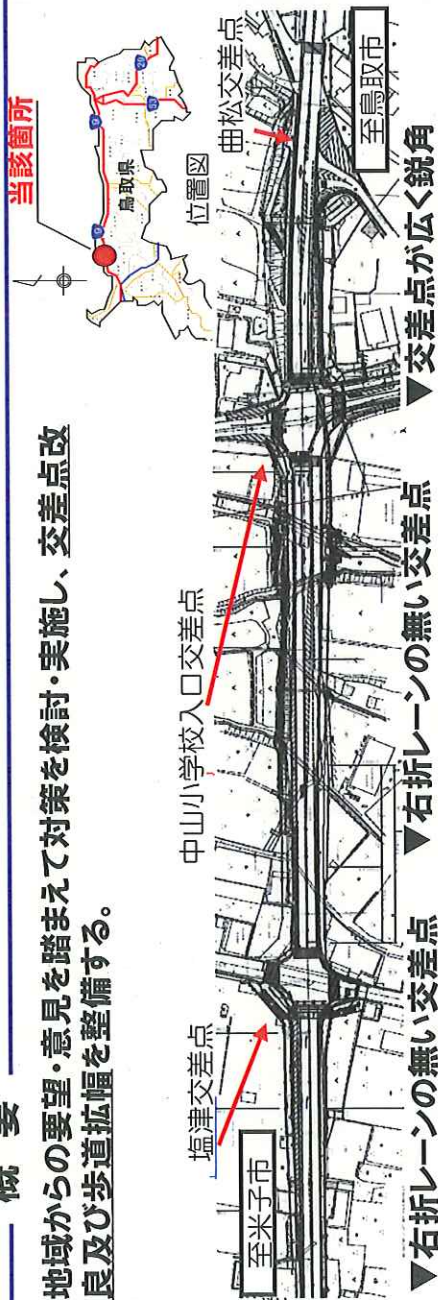 概 要
地域からの要望・意見を踏まえて対策を検討・実施し、交差点改
良及び歩道拡幅を整備する。
当該箇所
9
9
29
53
鳥取県
位置図
塩津交差点
中山小学校入口交差点
曲松交差点
至米子市
至鳥取市
▼右折レーンの無い交差点
▼右折レーンの無い交差点
▼交差点が広く鋭角